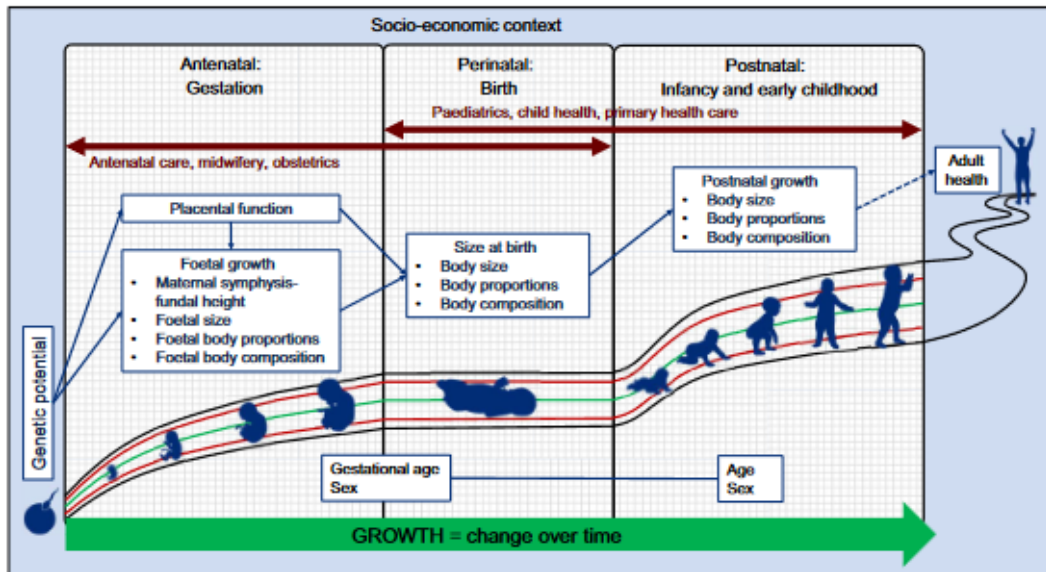 Socio-economic context
Antenatal:
Gestation
Perinatal:
Birth
Postnatal:
Infancy and early childhood
Paediatrics, child health, primary health care
Antenatal care, midwifery, obstetrics
Placental function
Foetal growth
• Maternal symphysis-
fundal height
• Foetal size
• Foetal body proportions
• Foetal body composition
Size at birth
• Body size
• Body proportions
• Body composition
Postnatal growth
• Body size
• Body proportions
• Body composition
Adult
health
Genetic potential
Gestational age
Sex
Age
Sex
GROWTH = change over time